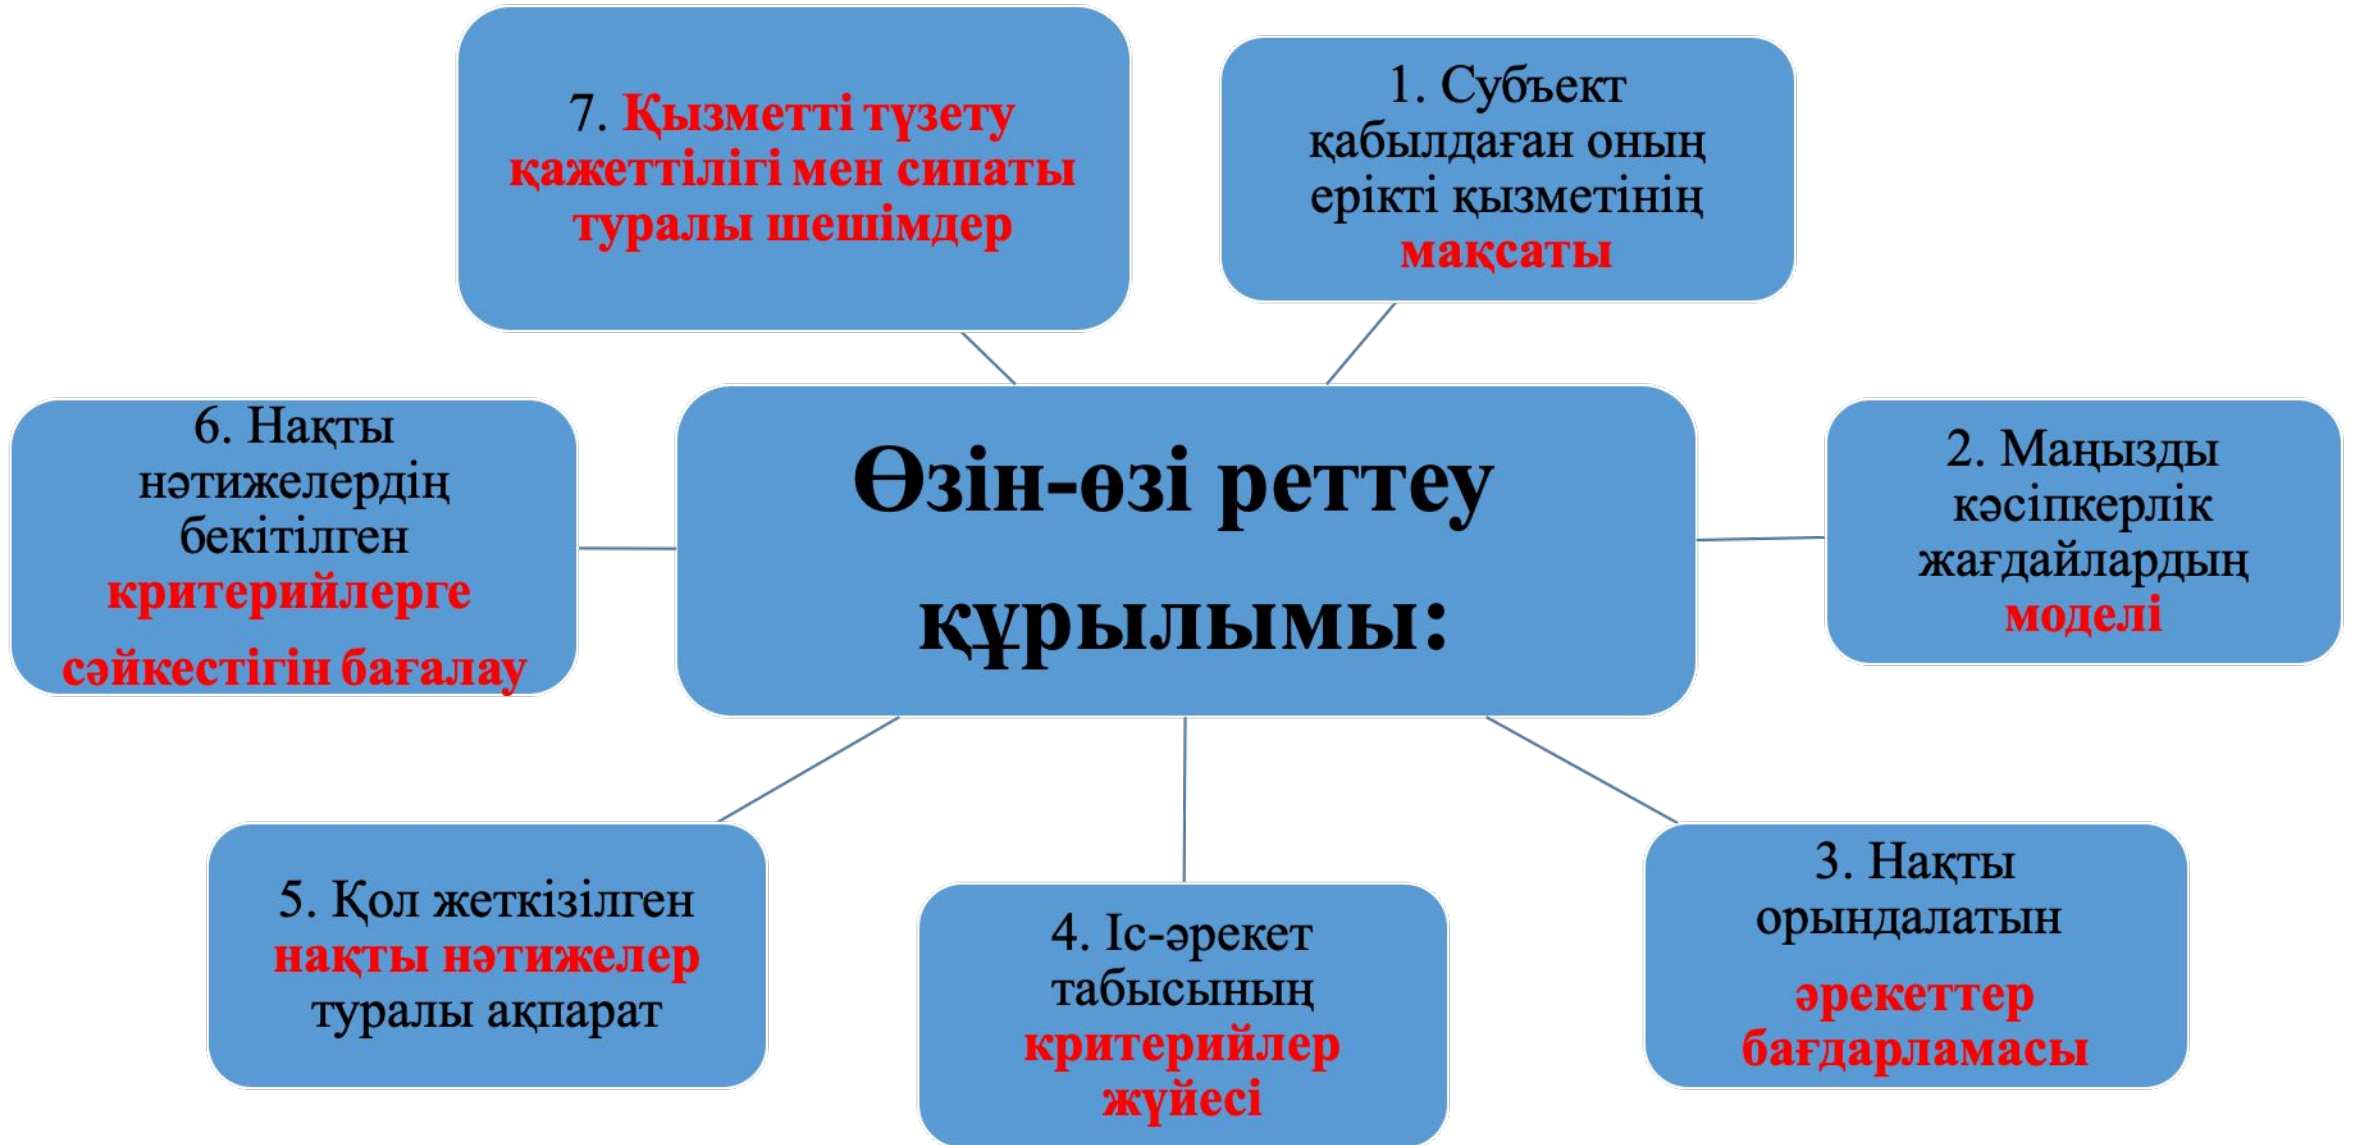 Өзін-өзі реттеу
құрылымы:
1. Субъект
қабылдаған оның
ерікті қызметінің
мақсаты
2. Маңызды
кәсіпкерлік
жағдайлардың
моделі
3. Нақты
орындалатын
әрекеттер
бағдарламасы
4. Іс-әрекет
табысының
критерийлер
жүйесі
5. Қол жеткізілген
нақты нәтижелер
туралы ақпарат
6. Нақты
нәтижелердің
бекітілген
критерийлерге
сәйкестігін бағалау
7. Қызметті түзету
қажеттілігі мен сипаты
туралы шешімдер